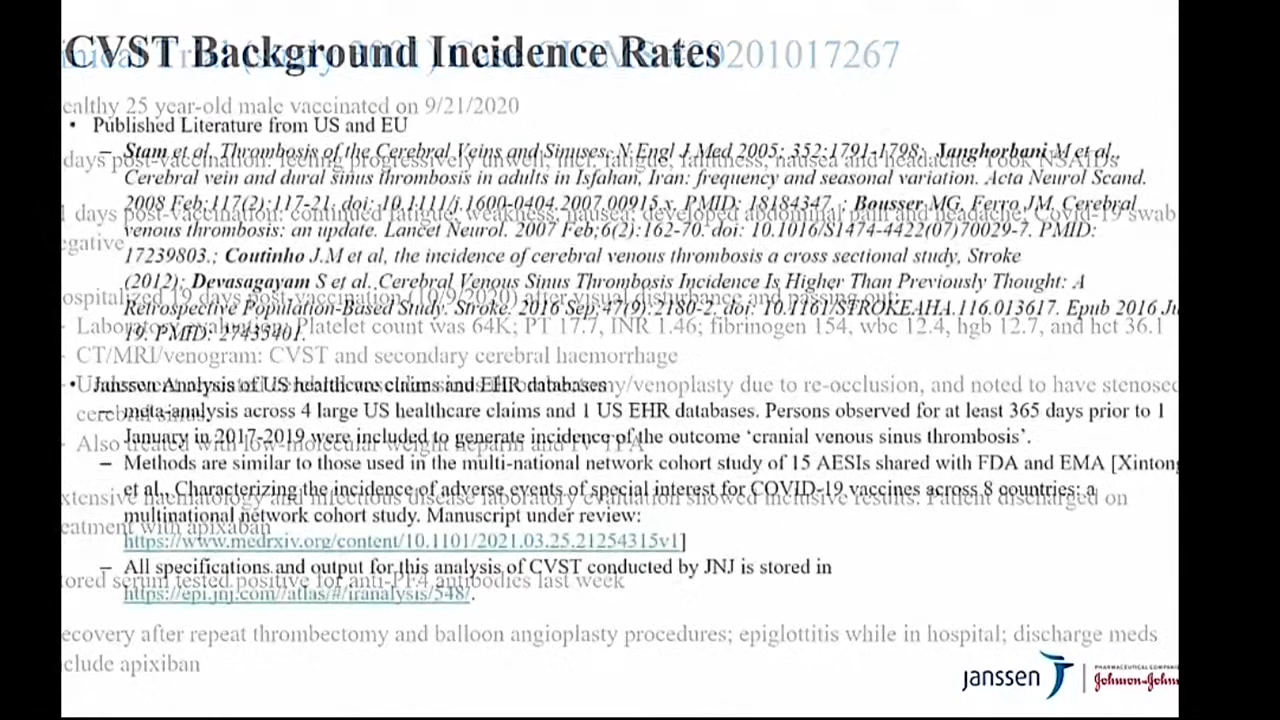 CVST Background Incidence Rates
20201017267
ealthy 25 year-old male vaccinated on 9/21/2020
• Published Literature from US and EU
– Stam et al. Thrombosis of the Cerebral Veins and Sinuses. N Engl J Med 2005; 352:1791-1798; Janghorbani M et al.,
days post-vaccination: feeling progressively unwell, fatigue, nausea and headache. Took NSAIDs
Cerebral vein and dural sinus thrombosis in adults in Isfahan, Iran: frequency and seasonal variation. Acta Neurol Scand.
2008 Feb;117(2):117-21. doi: 10.1111/j.1600-0404.2007.00915.x. PMID: 18184347. ; Bousser MG, Ferro JM. Cerebral
days post-vaccination: continued fatigue, weakness, nausea; developed abdominal pain and headache, Covid-19 swab
venous thrombosis: an update. Lancet Neurol. 2007 Feb;6(2):162-70. doi: 10.1016/S1474-4422(07)70029-7. PMID:
egative
17239803.; Coutinho J.M et al, the incidence of cerebral venous thrombosis a cross sectional study, Stroke
(2012); Devasagayam S et al. Cerebral Venous Sinus Thrombosis Incidence Is Higher Than Previously Thought: A
ospitalized 19 days post-vaccination (10/9/2020) after visual disturbance and passing out:
Retrospective Population-Based Study. Stroke. 2016 Sep;47(9):2180-2. doi: 10.1161/STROKEAHA.116.013617. Epub 2016 Ju
- Laboratory Platelet count was 64K; PT 17.7, INR 1.46; fibrinogen 154, wbc 12.4, hgb 12.7, and hct 36.1
19. PMID: 27435401.
- CT/MRI/venogram: CVST and secondary cerebral haemorrhage
• Janssen Analysis of US healthcare claims and EHR databases
/venoplasty due to re-occlusion, and noted to have stenosed
– meta-analysis across 4 large US healthcare claims and 1 US EHR databases. Persons observed for at least 365 days prior to 1
cerebral
January in 2017-2019 were included to generate incidence of the outcome ‘cranial venous sinus thrombosis’.
- Also treated with low-molecular weight heparin and IV TPA
– Methods are similar to those used in the multi-national network cohort study of 15 AESIs shared with FDA and EMA [Xintong
et al., Characterizing the incidence of adverse events of special interest for COVID-19 vaccines across 8 countries: a
xtensive haematology and infectious disease laboratory evaluation showed inclusive results. Patient discharged on
multinational network cohort study. Manuscript under review:
eatment with apixaban
https://www.medrxiv.org/content/10.1101/2021.03.25.21254315v1]
– All specifications and output for this analysis of CVST conducted by JNJ is stored in
ored serum tested positive for anti-PF4 antibodies last week
https://epi.jnj.com//atlas/#/iranalysis/548/.
ecovery after repeat thrombectomy and balloon angioplasty procedures; epiglottitis while in hospital; discharge meds
clude apixiban
janssen
PHARMACEUTICAL COMPANIE
Johnson-Johns